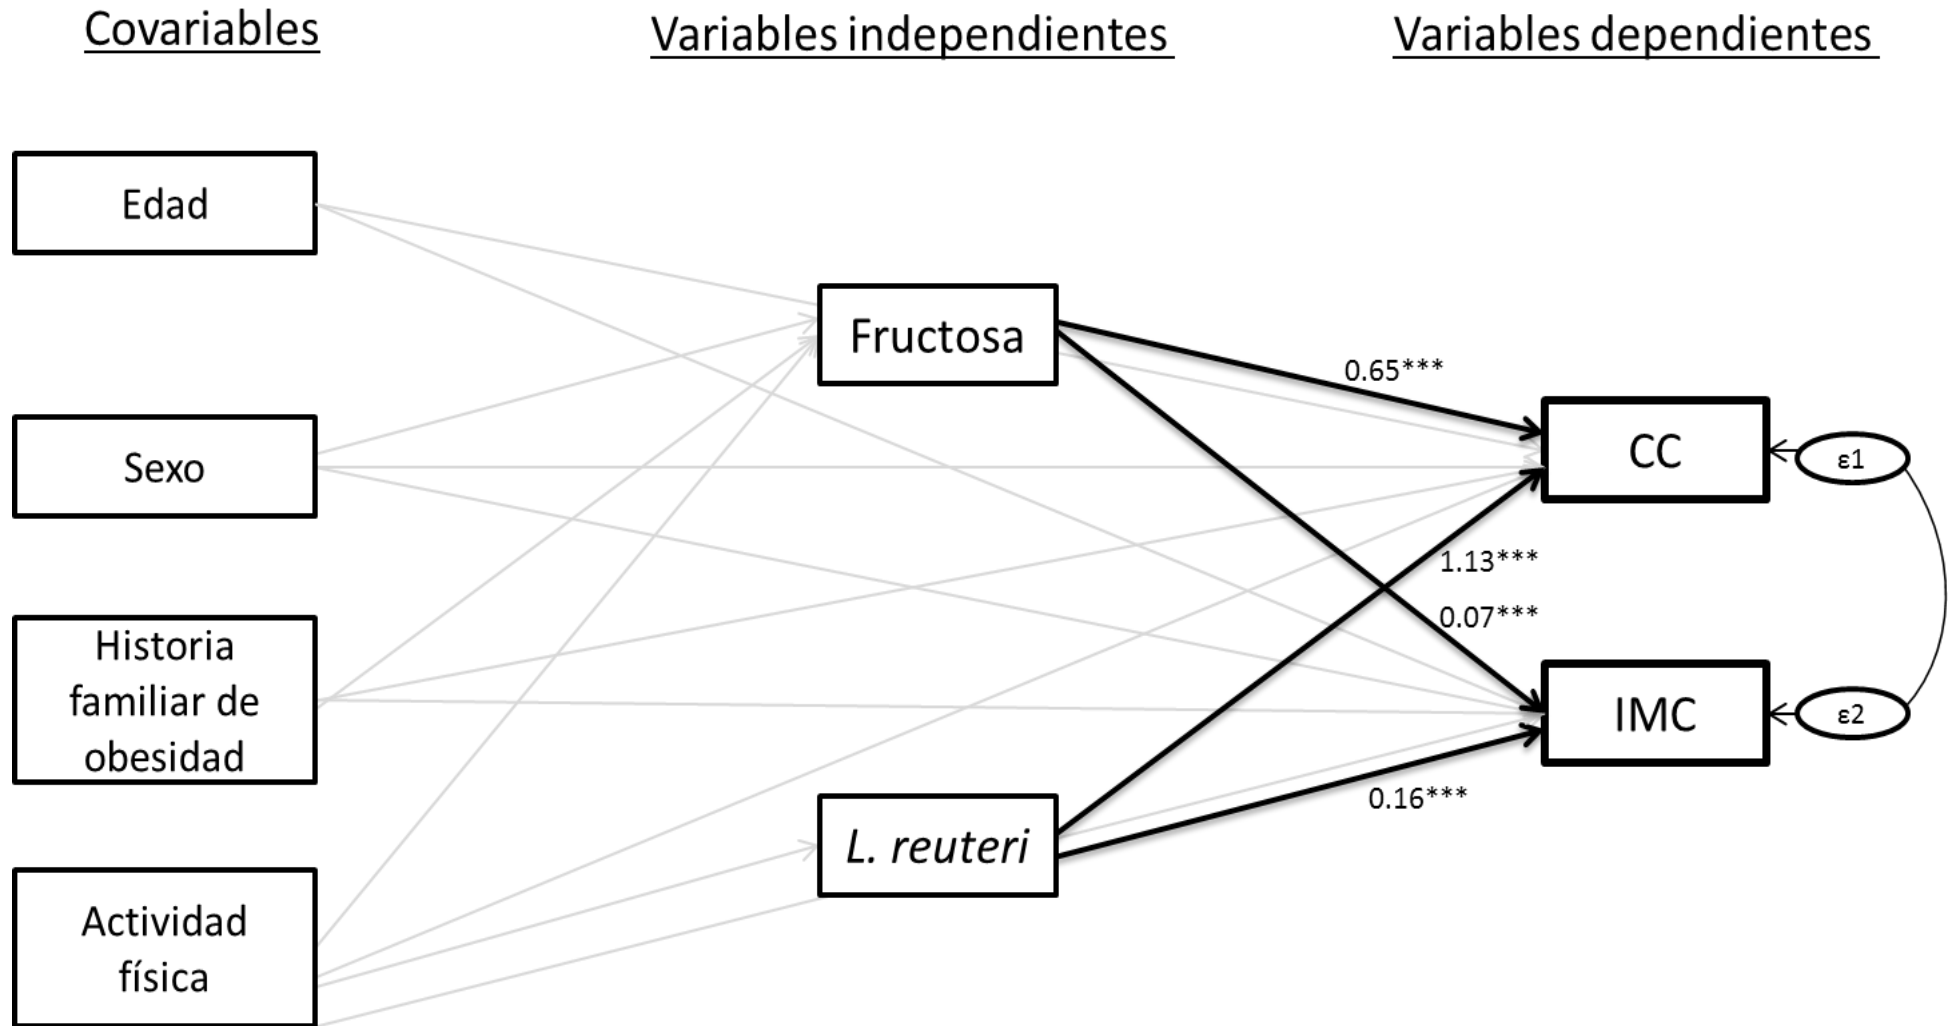 Covariables
Variables independientes
Variables dependientes
Edad
Fructosa
0.65***
CC
ε1
Sexo
1.13***
0.07***
Historia
familiar de
obesidad
IMC
ε2
0.16***
L. reuteri
Actividad
física